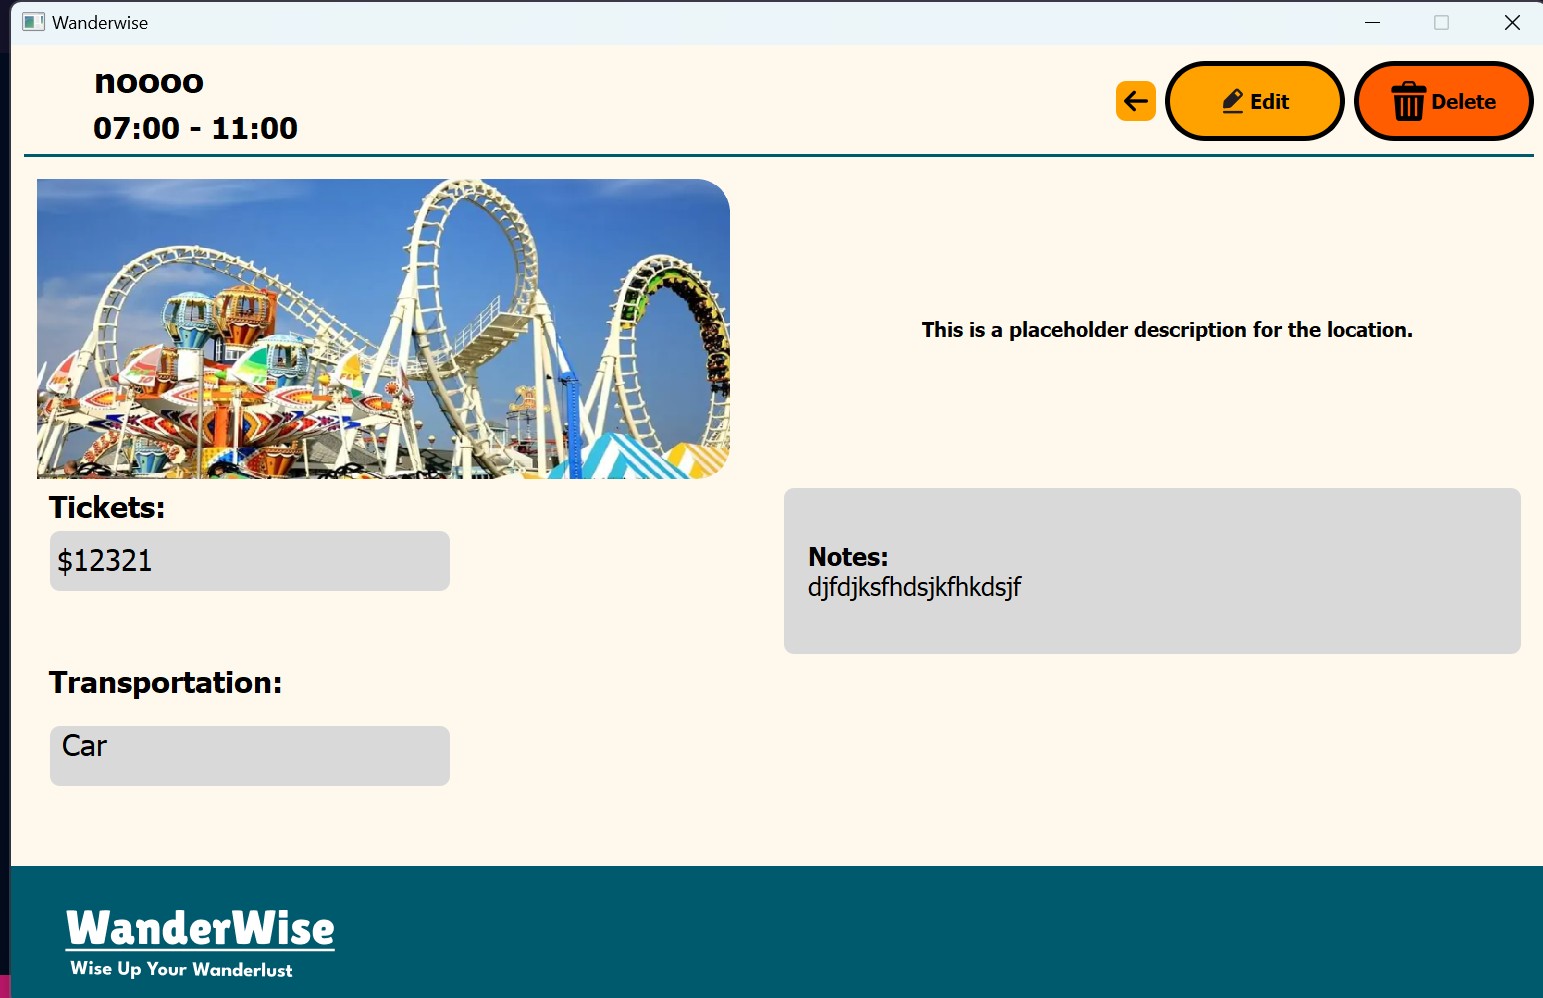 Wanderwise
noooo
07:00 - 11:00
Edit
Delete
This is a placeholder description for the location.
Tickets:
$12321
Notes:
djfdjksfhdsjkfhkdsjf
Transportation:
Car
WanderWise
Wise Up Your Wanderlust